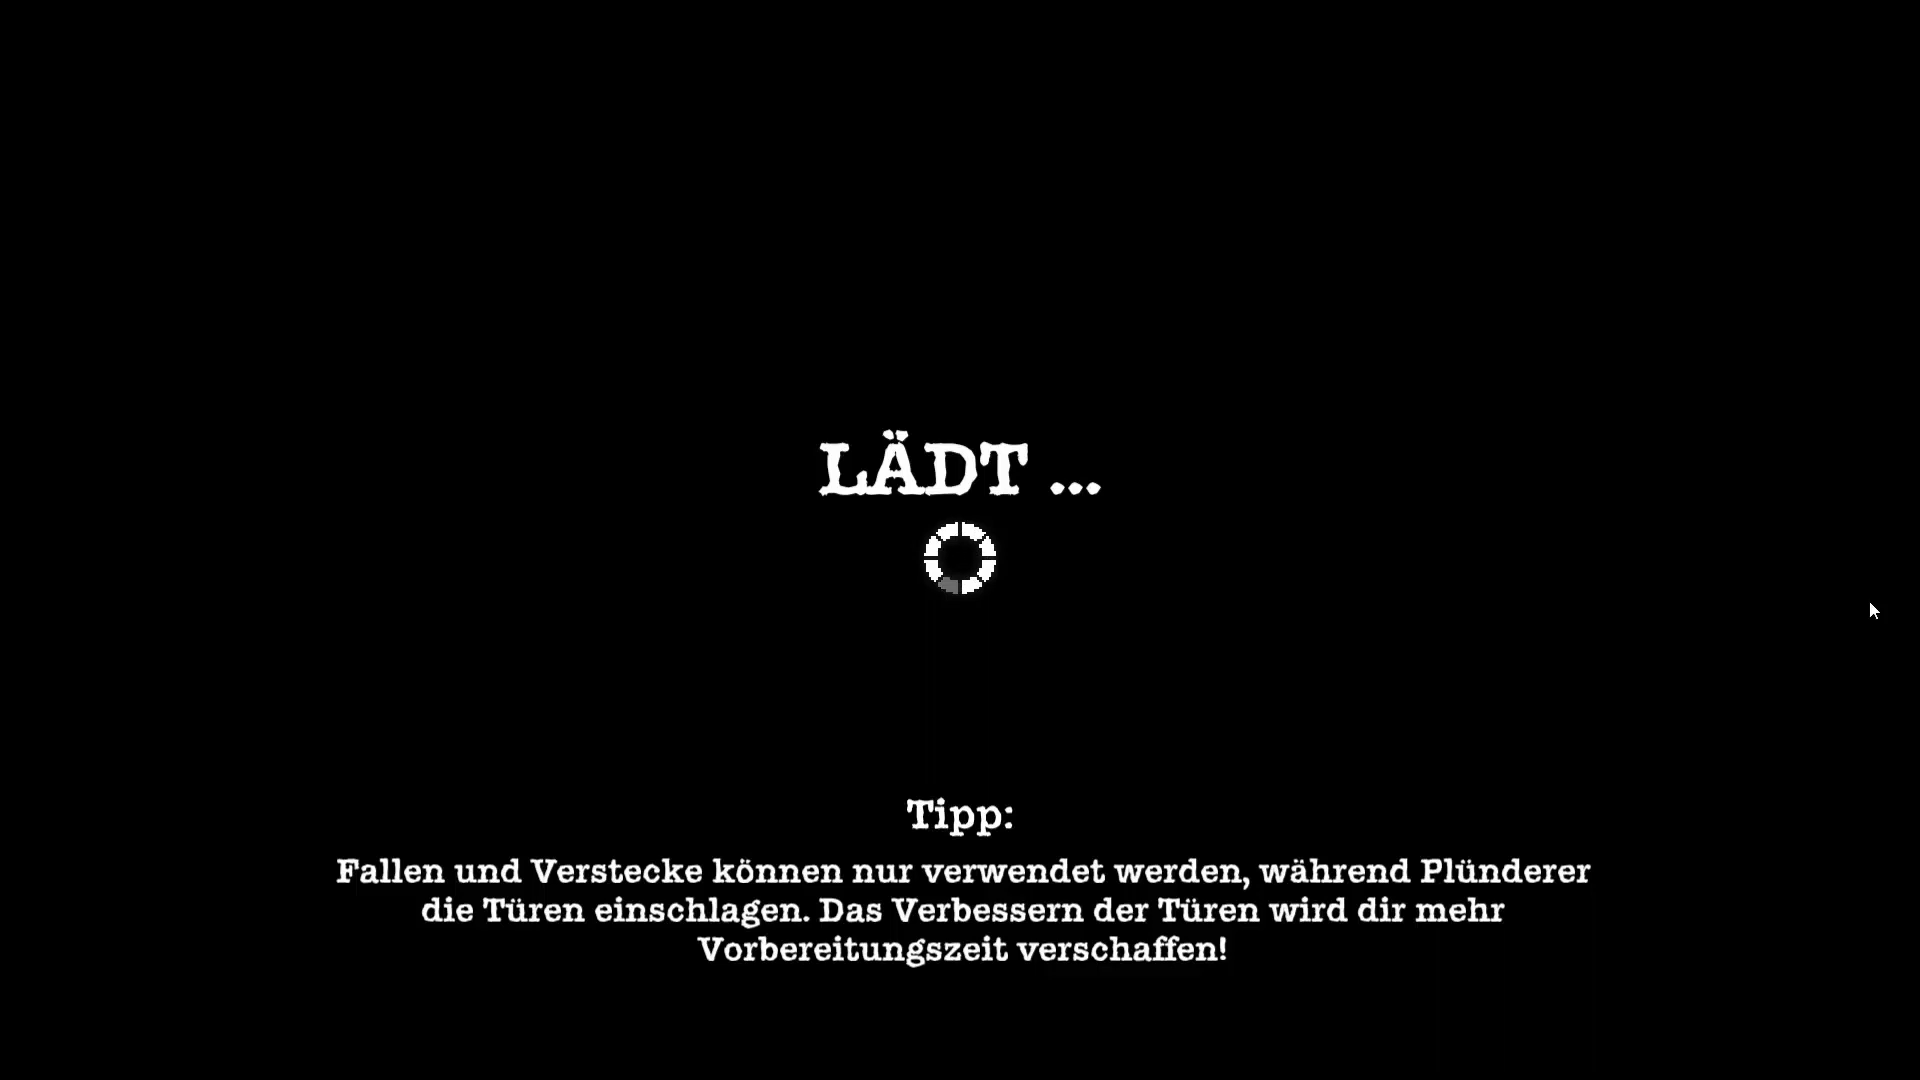 LÄDT ...
Tipp:
Fallen und Verstecke können nur verwendet werden, während Plünderer
die Türen einschlagen. Das Verbessern der Türen wird dir mehr
Vorbereitungszeit verschaffen!